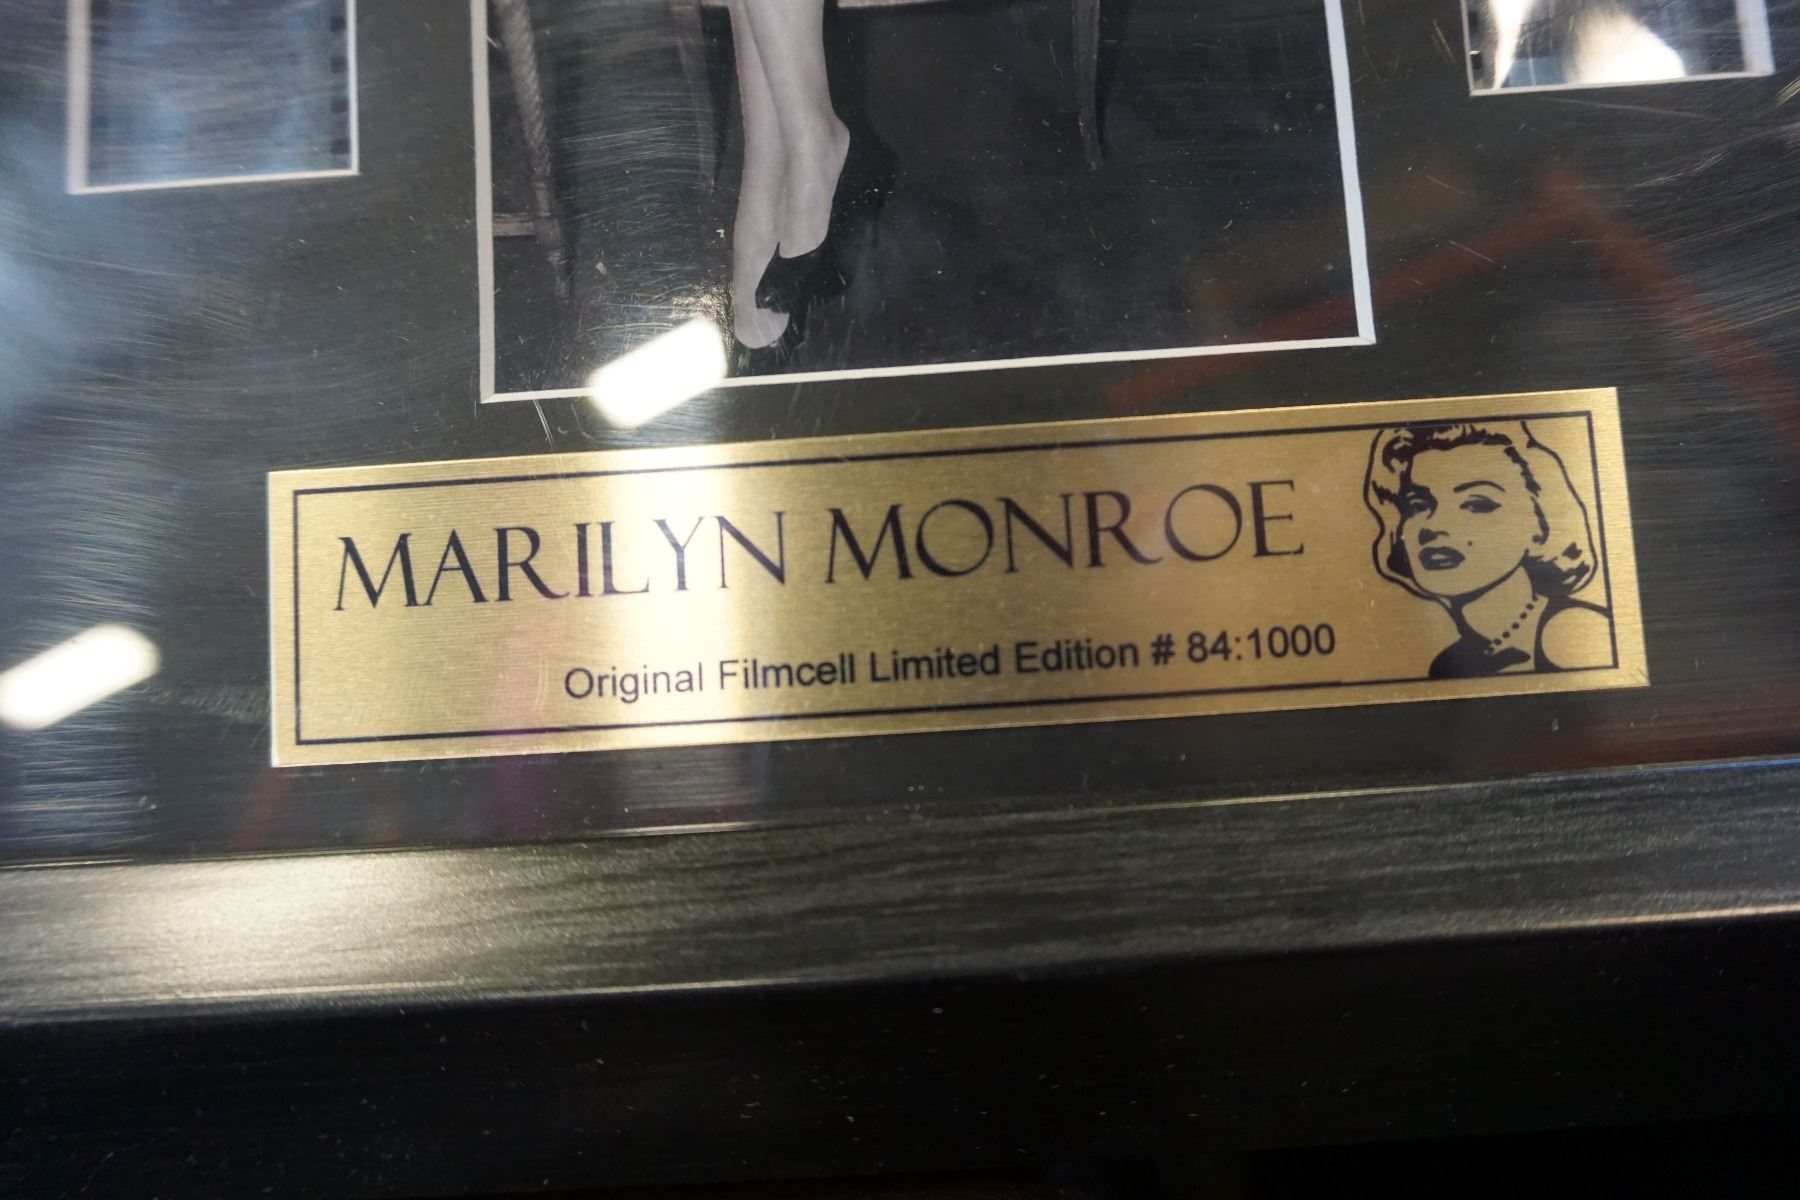 MARILYN MONROE
Original Filmcell Limited Edition # 84:1000